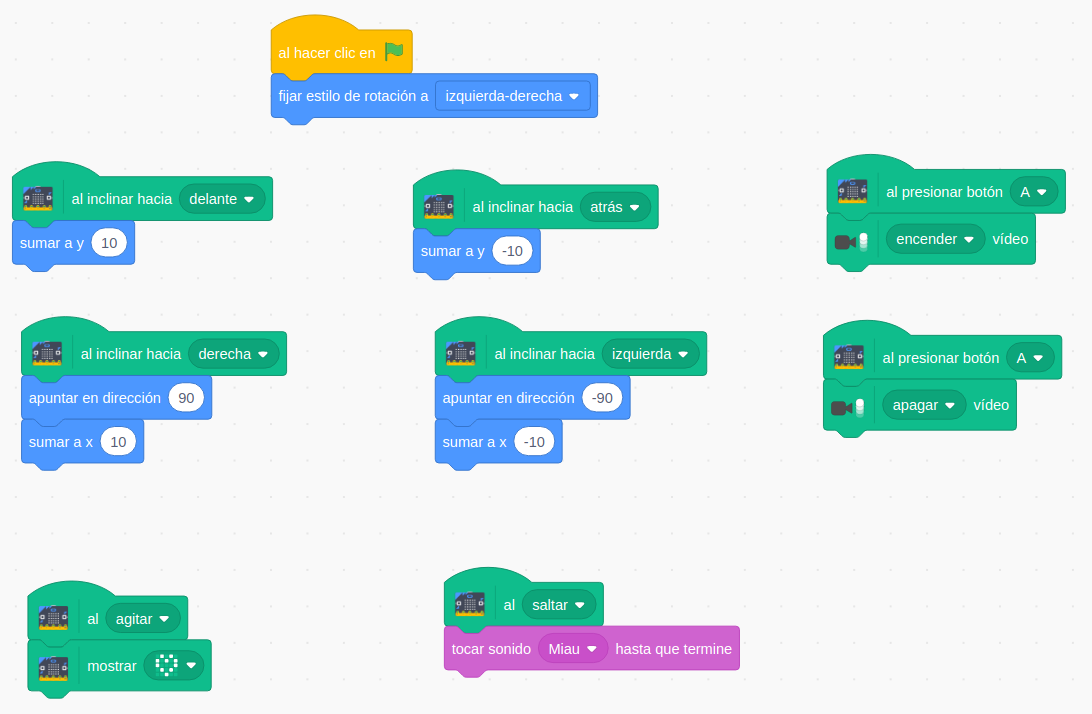 al hacer clic en
fijar estilo de rotación a izquierda-derecha
al inclinar hacia delante
sumar a y 10
al inclinar hacia atrás
sumar a y -10
al presionar botón A
encender vídeo
al inclinar hacia derecha
apuntar en dirección 90
sumar a x 10
al inclinar hacia izquierda
apuntar en dirección -90
sumar a x -10
al presionar botón A
apagar vídeo
al agitar
mostrar
al saltar
tocar sonido Miau hasta que termine